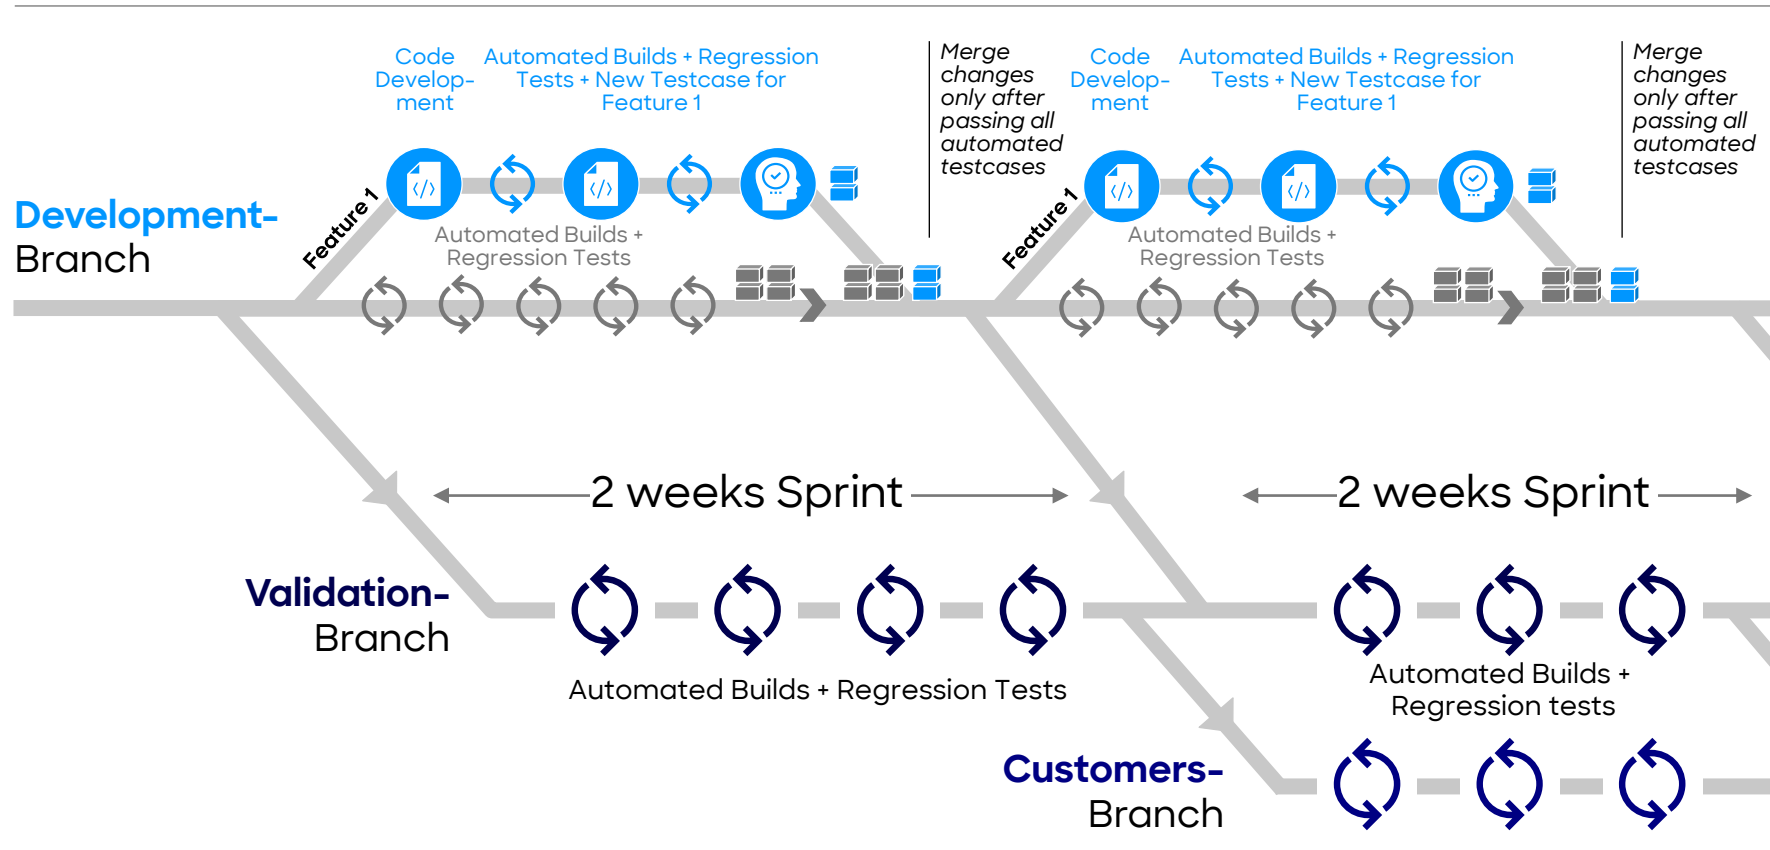 Code
Develop-
ment
Automated Builds + Regression
Tests + New Testcase for
Feature 1
Merge
changes
only after
passing all
automated
testcases
Code
Develop-
ment
Automated Builds + Regression
Tests + New Testcase for
Feature 1
Merge
changes
only after
passing all
automated
testcases
Development-
Branch
Feature 1
Automated Builds +
Regression Tests
Feature 1
Automated Builds +
Regression Tests
2 weeks Sprint
2 weeks Sprint
Validation-
Branch
Automated Builds + Regression Tests
Automated Builds +
Regression tests
Customers-
Branch